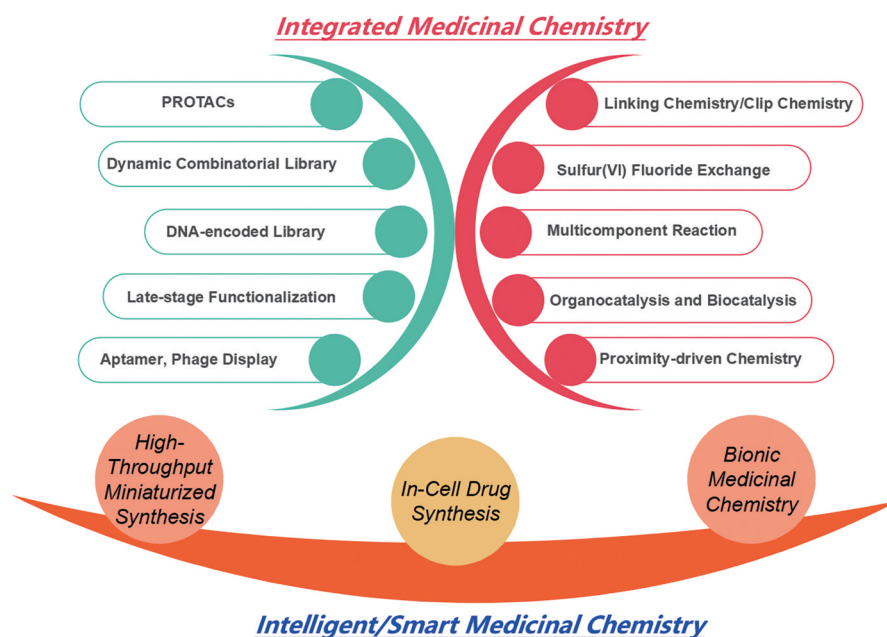 Integrated Medicinal Chemistry
PROTACs
Dynamic Combinatorial Library
DNA-encoded Library
Late-stage Functionalization
Aptamer, Phage Display
Linking Chemistry/Clip Chemistry
Sulfur(VI) Fluoride Exchange
Multicomponent Reaction
Organocatalysis and Biocatalysis
Proximity-driven Chemistry
High-
Throughput
Miniaturized
Synthesis
In-Cell Drug
Synthesis
Bionic
Medicinal
Chemistry
Intelligent/Smart Medicinal Chemistry